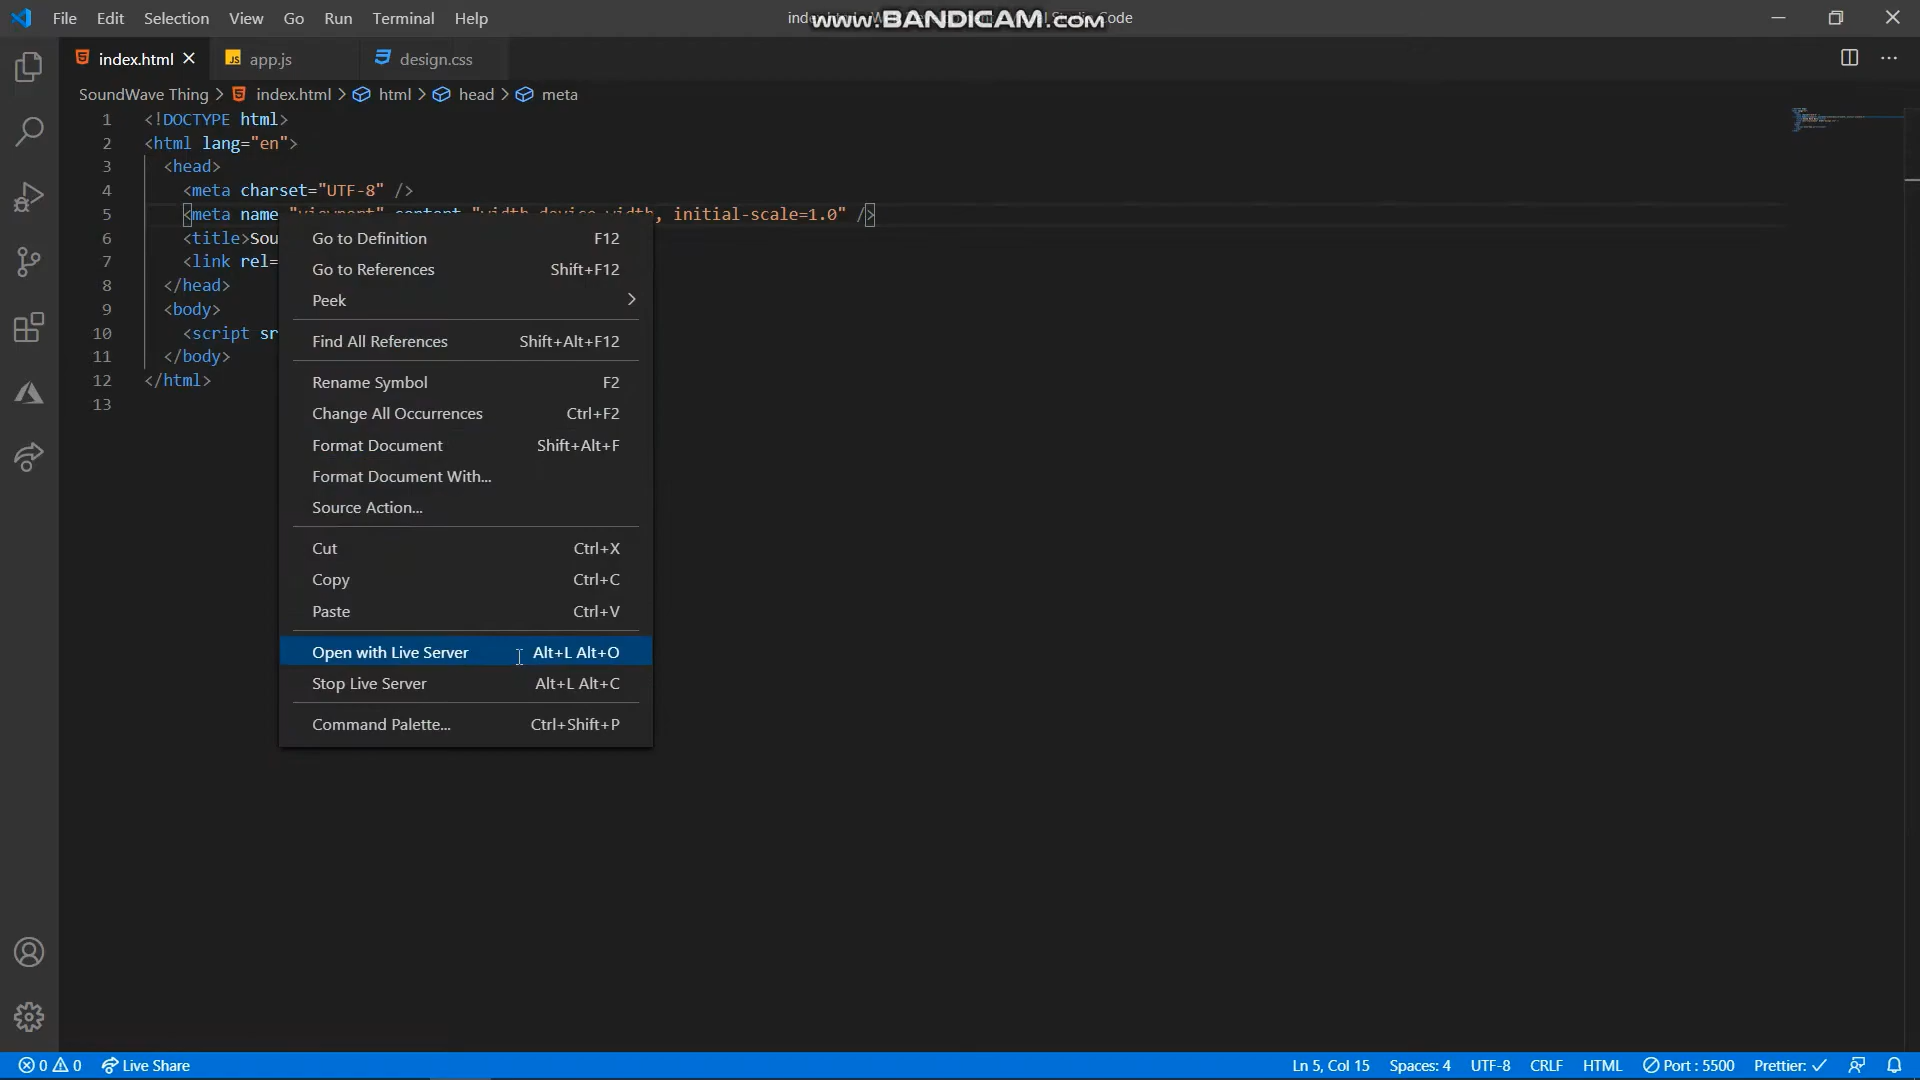 File Edit Selection View Go Run Terminal Help
www.BANDICAM.com
Code
index.html
app.js
design.css
SoundWave Thing > index.html > html > head > meta
1 <!DOCTYPE html>
2 <html lang="en">
3 <head>
4 <meta charset="UTF-8" />
5 <meta name="viewport" content="width=device-width, initial-scale=1.0" />
6 <title>Sou
7 <link rel=
8 </head>
9 <body>
10 <script sr
11 </body>
12 </html>
13
Go to Definition F12
Go to References Shift+F12
Peek
Find All References Shift+Alt+F12
Rename Symbol F2
Change All Occurrences Ctrl+F2
Format Document Shift+Alt+F
Format Document With...
Source Action...
Cut Ctrl+X
Copy Ctrl+C
Paste Ctrl+V
Open with Live Server Alt+L Alt+O
Stop Live Server Alt+L Alt+C
Command Palette... Ctrl+Shift+P
0 0 Live Share
Ln 5, Col 15 Spaces: 4 UTF-8 CRLF HTML Port : 5500 Prettier: ✓